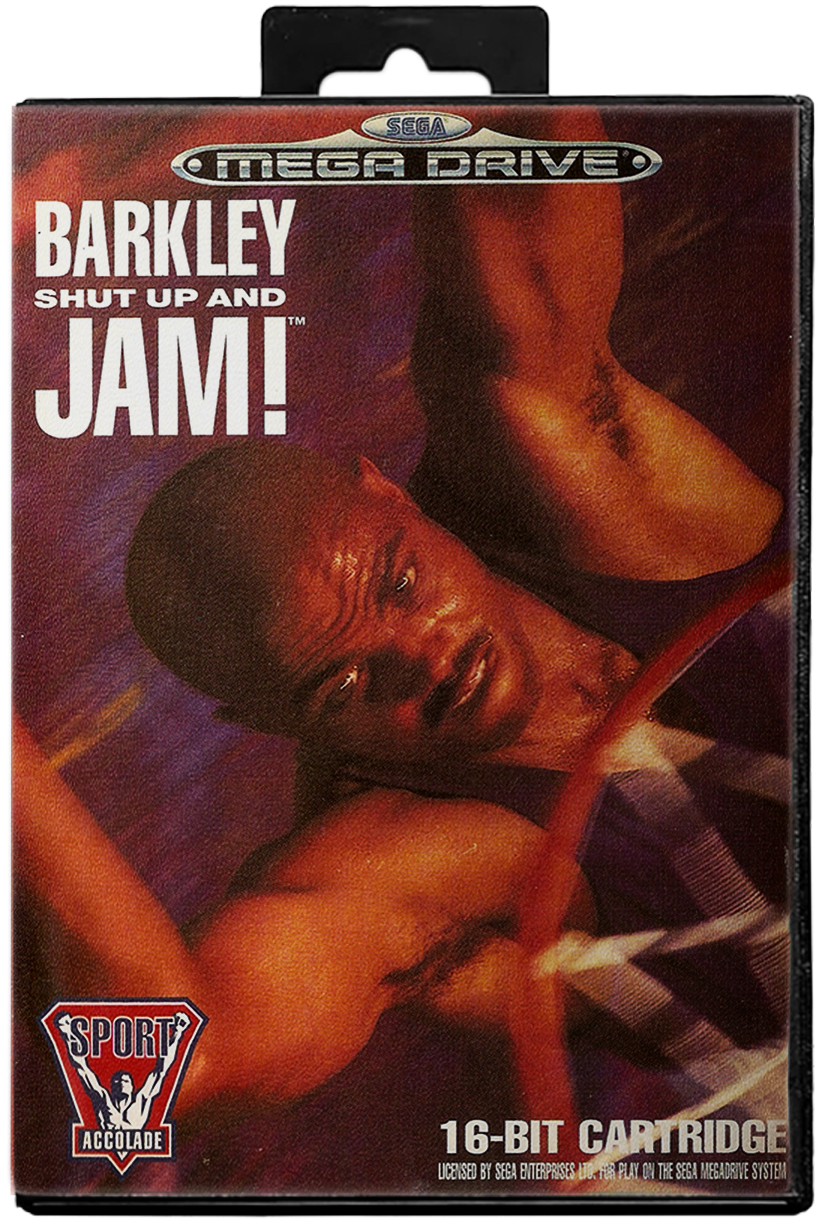 SEGA
MEGA DRIVE
BARKLEY
SHUT UP AND
JAM!™
SPORT
ACCOLADE
16-BIT CARTRIDGE
LICENSED BY SEGA ENTERPRISES LTD. FOR PLAY ON THE SEGA MEGADRIVE SYSTEM